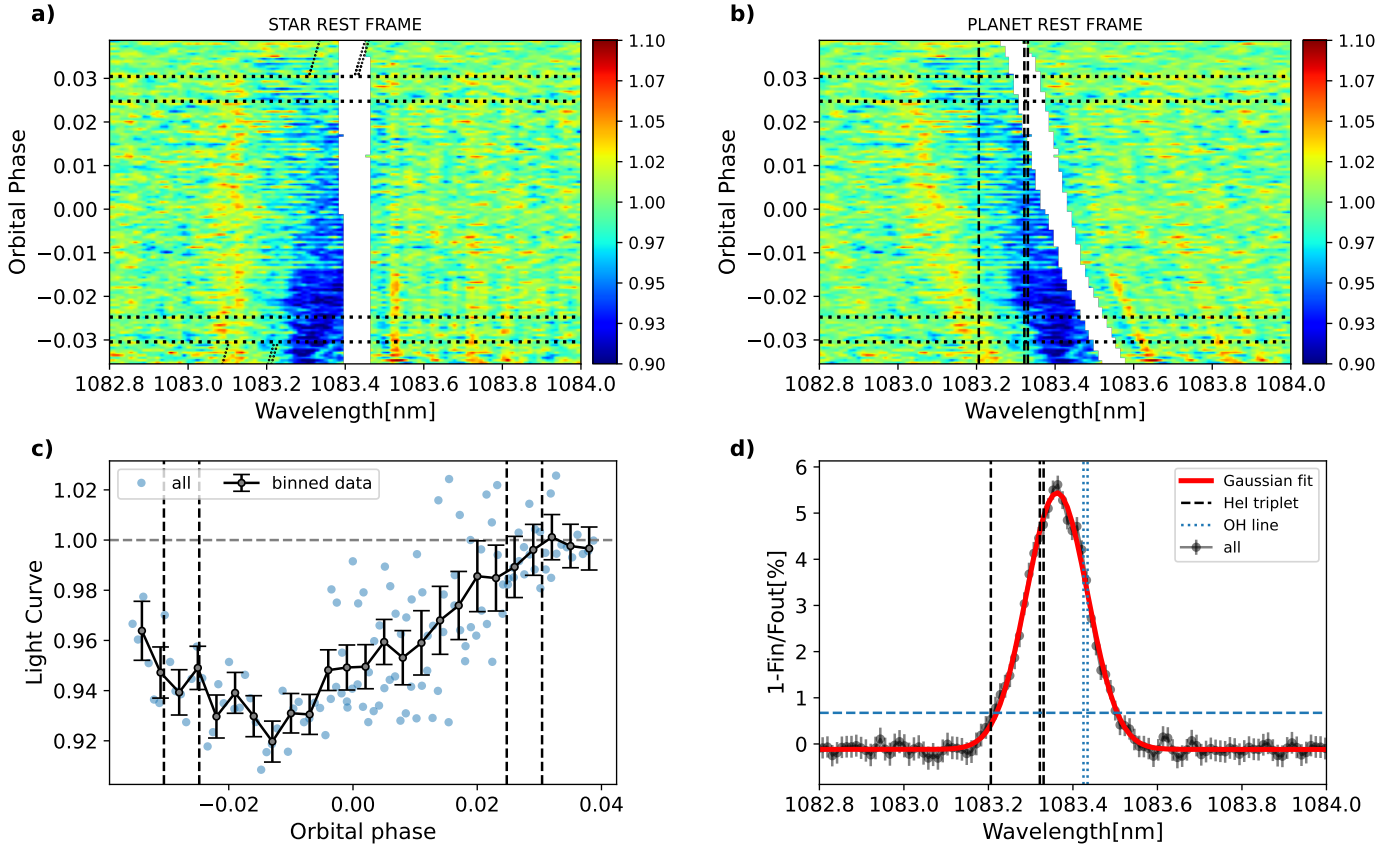 a)
STAR REST FRAME
Orbital Phase
0.03
0.02
0.01
0.00
−0.01
−0.02
−0.03
1082.8 1083.0 1083.2 1083.4 1083.6 1083.8 1084.0
Wavelength[nm]
1.10
1.07
1.05
1.02
1.00
0.97
0.95
0.93
0.90
b)
PLANET REST FRAME
Orbital Phase
0.03
0.02
0.01
0.00
−0.01
−0.02
−0.03
1082.8 1083.0 1083.2 1083.4 1083.6 1083.8 1084.0
Wavelength[nm]
1.10
1.07
1.05
1.02
1.00
0.97
0.95
0.93
0.90
c)
all
binned data
Light Curve
1.02
1.00
0.98
0.96
0.94
0.92
−0.02 0.00 0.02 0.04
Orbital phase
d)
Gaussian fit
HeI triplet
OH line
all
1-Fin/Fout[%]
6
5
4
3
2
1
0
1082.8 1083.0 1083.2 1083.4 1083.6 1083.8 1084.0
Wavelength[nm]